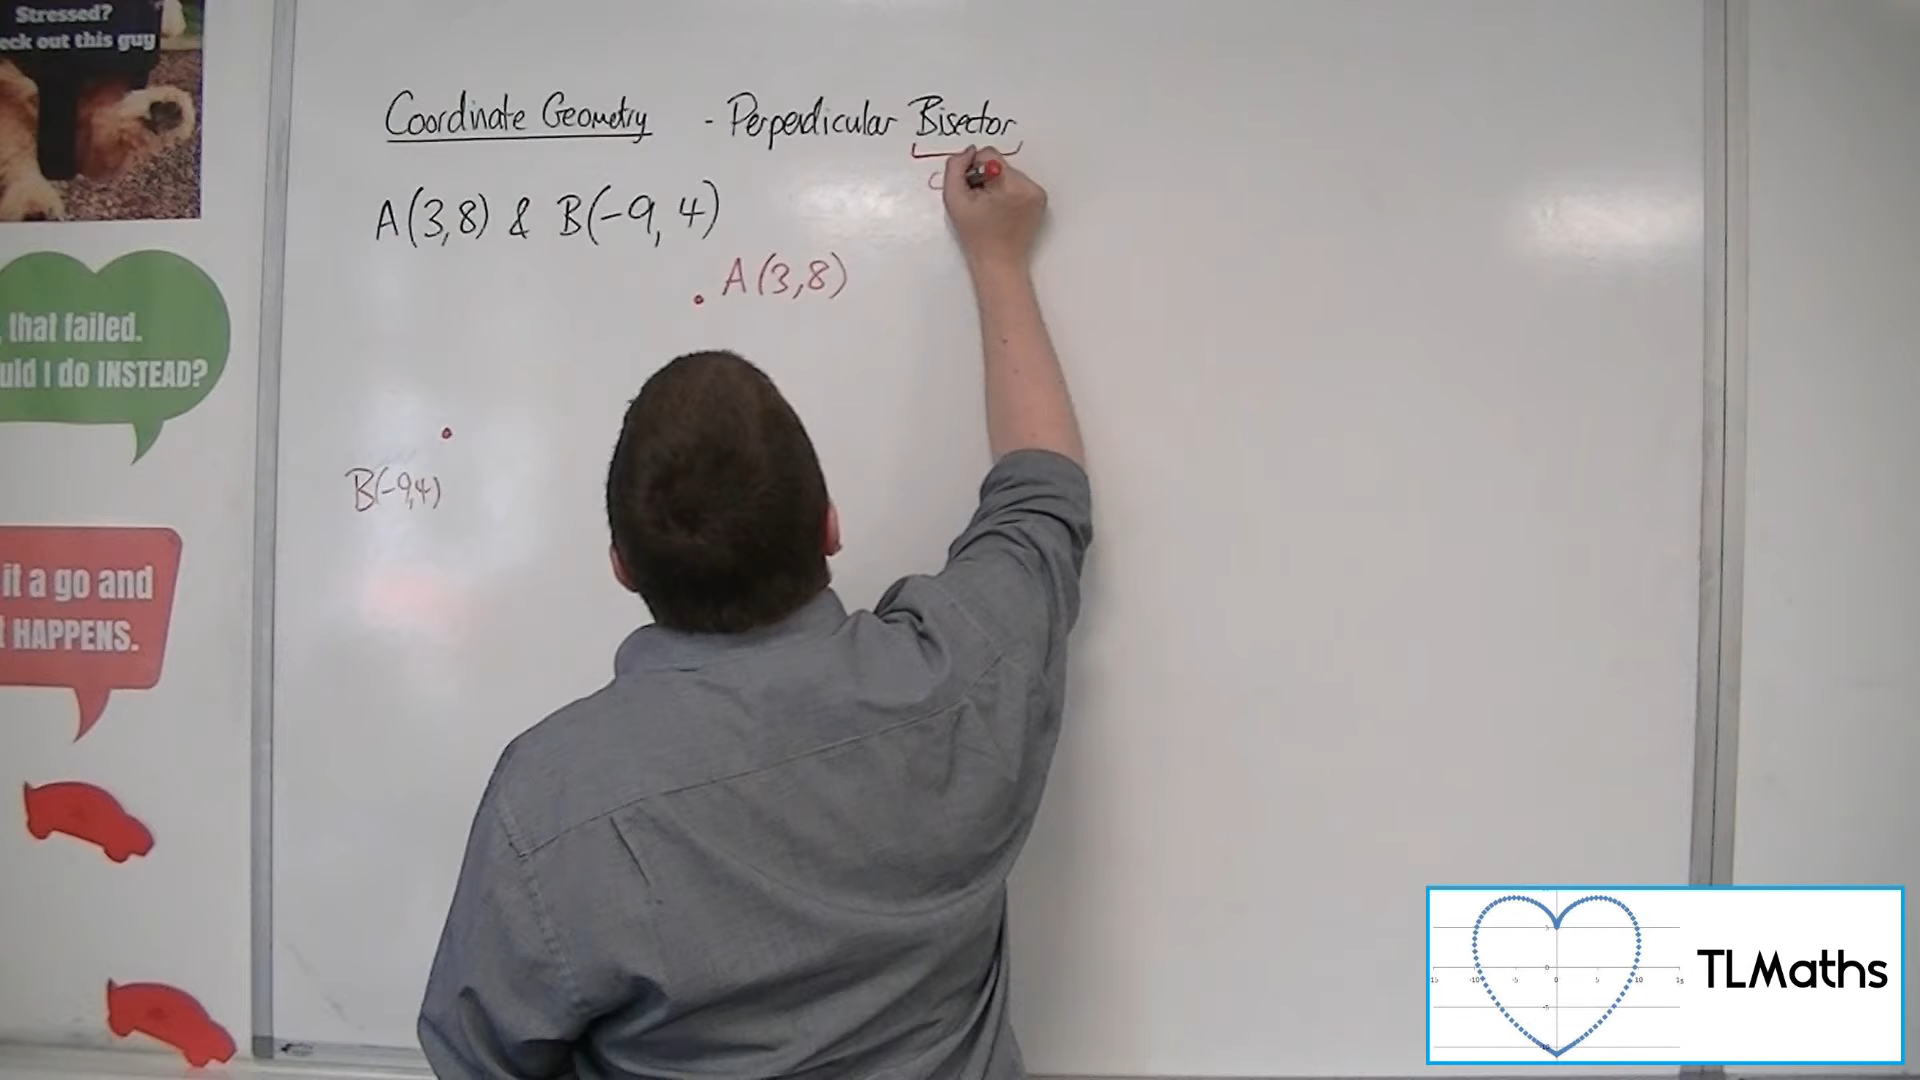 Stressed?
eck out this guy
Coordinate Geometry - Perpendicular Bisector
A(3,8) & B(-9, 4)
A(3,8)
that failed.
uld I do INSTEAD?
B(-9,4)
it a go and
t HAPPENS.
TLMaths